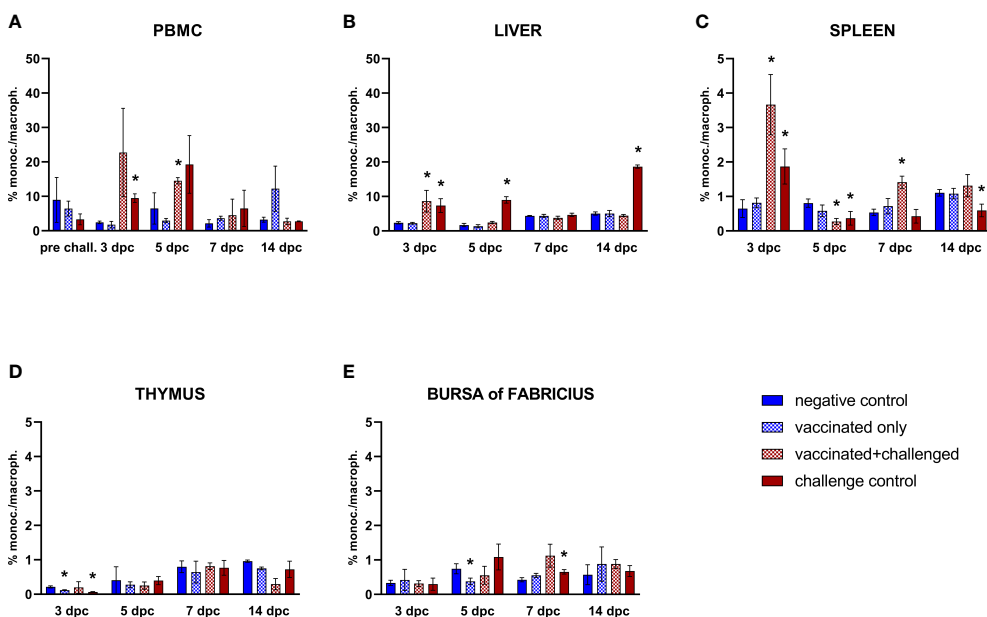 A
PBMC
% monoc./macroph.
50
40
30
20
10
0
pre chall. 3 dpc 5 dpc 7 dpc 14 dpc
* *
B
LIVER
% monoc./macroph.
50
40
30
20
10
0
3 dpc 5 dpc 7 dpc 14 dpc
* * * *
C
SPLEEN
% monoc./macroph.
5
4
3
2
1
0
3 dpc 5 dpc 7 dpc 14 dpc
* * * * * *
D
THYMUS
% monoc./macroph.
5
4
3
2
1
0
3 dpc 5 dpc 7 dpc 14 dpc
* *
E
BURSA of FABRICIUS
% monoc./macroph.
5
4
3
2
1
0
3 dpc 5 dpc 7 dpc 14 dpc
* *
negative control
vaccinated only
vaccinated+challenged
challenge control